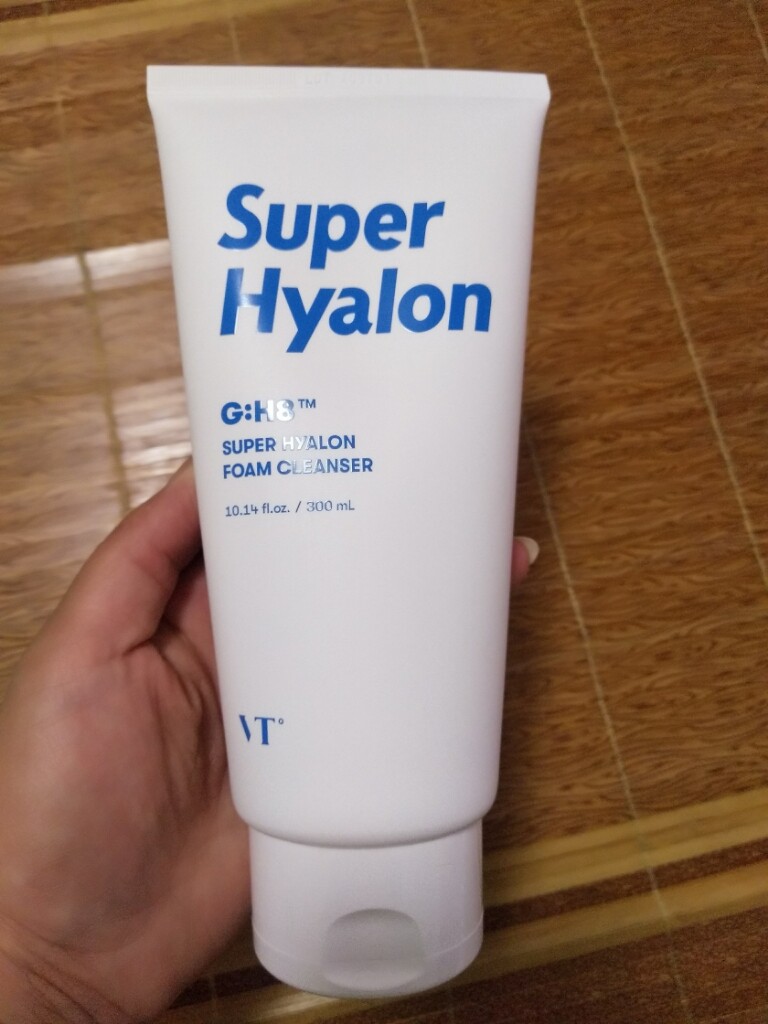 Super
Hyalon
G:H8™
SUPER HYALON
FOAM CLEANSER
10.14 fl.oz. / 300 mL
VT°